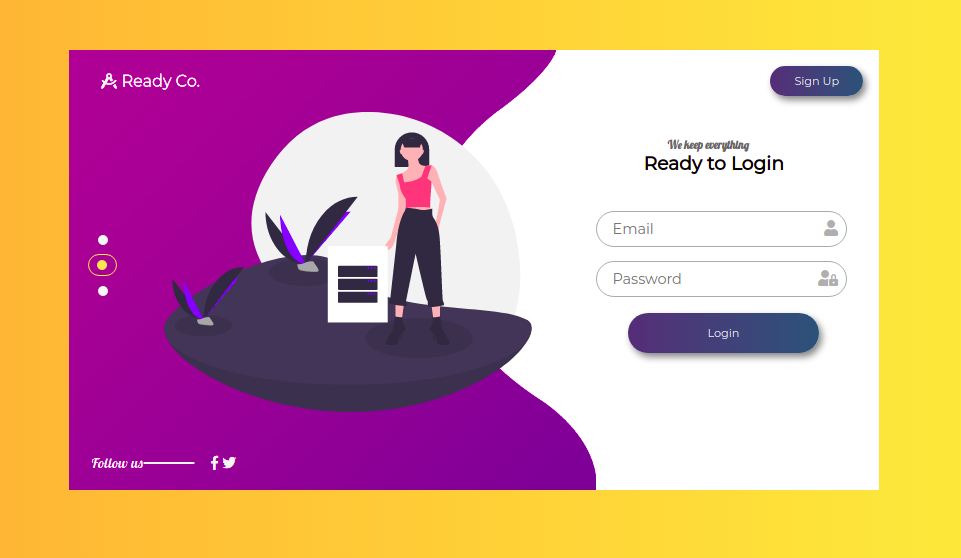 Ready Co.
Sign Up
We keep everything
Ready to Login
Email
Password
Login
Follow us